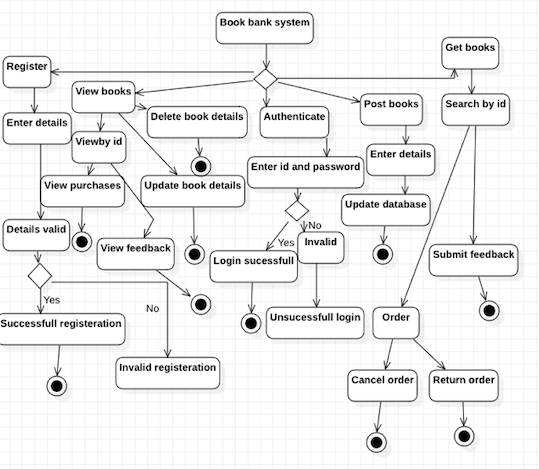 Book bank system
Get books
Register
View books
Delete book details
Authenticate
Post books
Search by id
Enter details
Viewby id
Enter id and password
Enter details
View purchases
Update book details
Update database
Details valid
View feedback
Yes
No
Invalid
Login sucessfull
Submit feedback
Yes
No
Successfull registeration
Unsucessfull login
Order
Invalid registeration
Cancel order
Return order